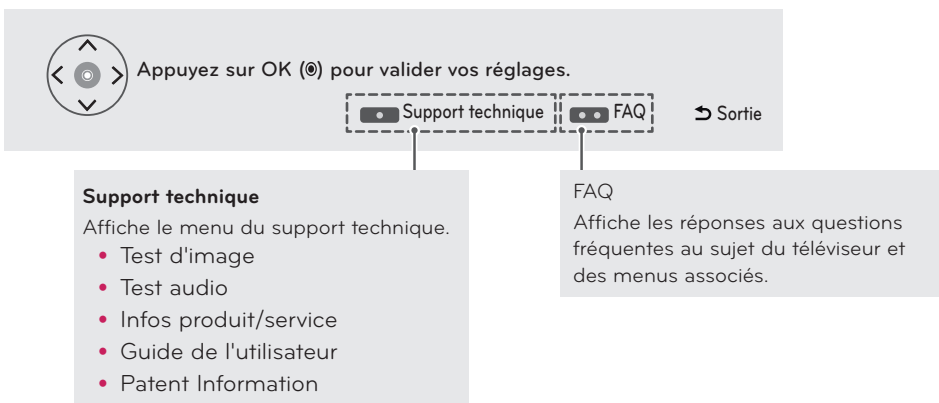 Appuyez sur OK (◉) pour valider vos réglages.
Support technique FAQ Sortie
Support technique
Affiche le menu du support technique.
• Test d'image
• Test audio
• Infos produit/service
• Guide de l'utilisateur
• Patent Information
FAQ
Affiche les réponses aux questions
fréquentes au sujet du téléviseur et
des menus associés.